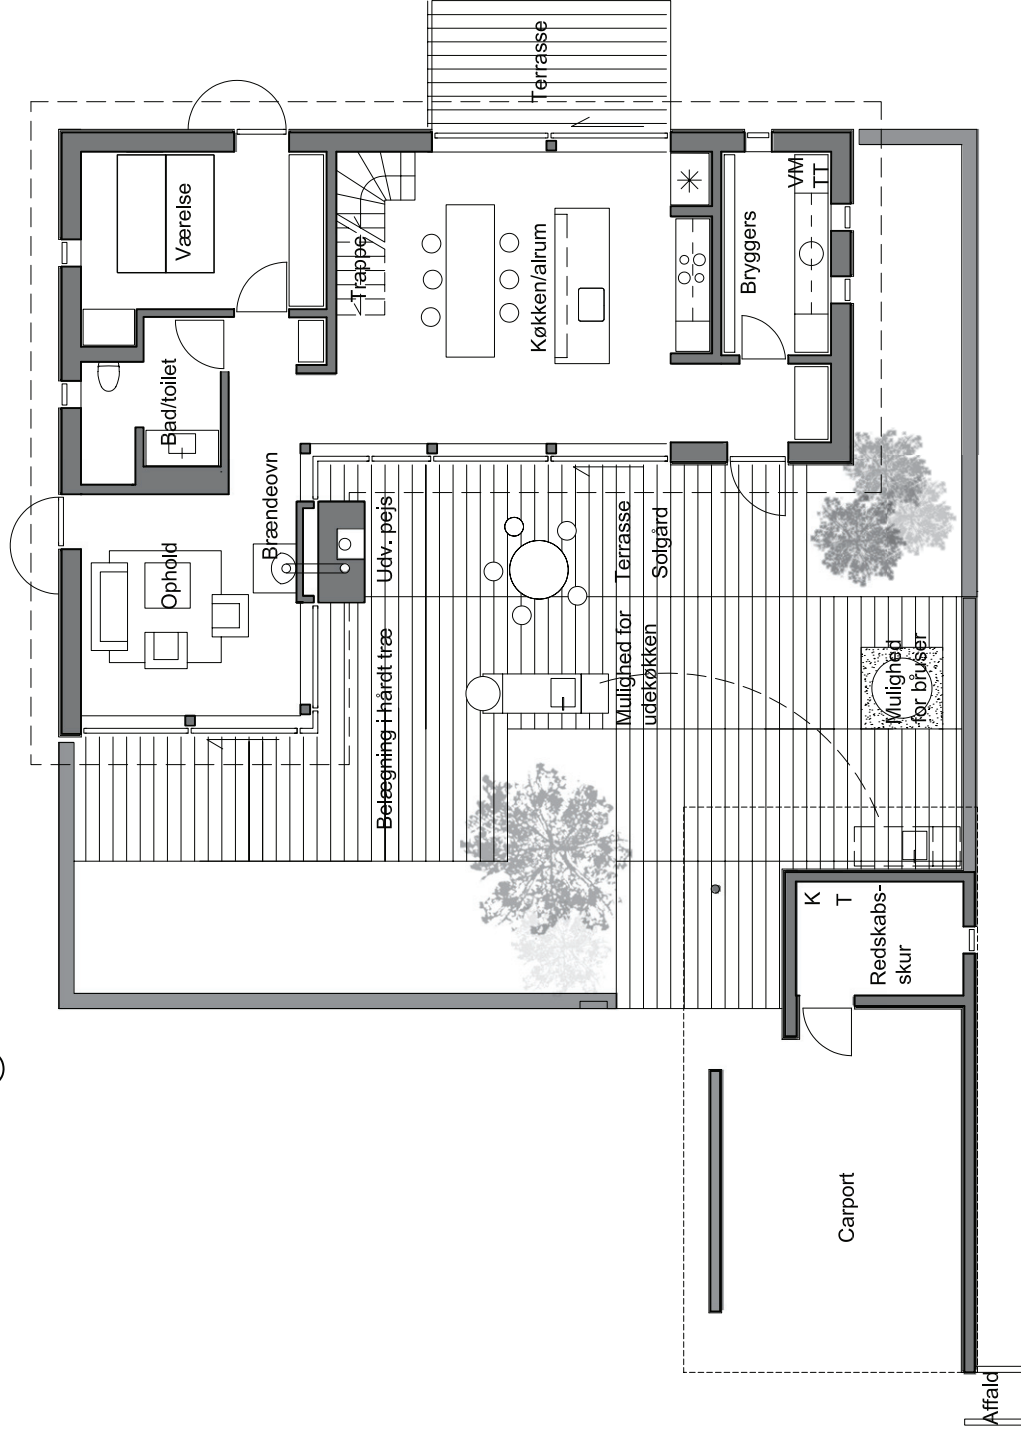 Terrasse
Værelse
Trappe
Køkken/alrum
Bryggers
VM
TT
Bad/toilet
Brændeovn
Ophold
Udv. pejs
Terrasse
Solgård
Belægning i hårdt træ
Mulighed for
udekøkken
Mulighed
for bruser
K
T
Redskabs-
skur
Carport
Affald